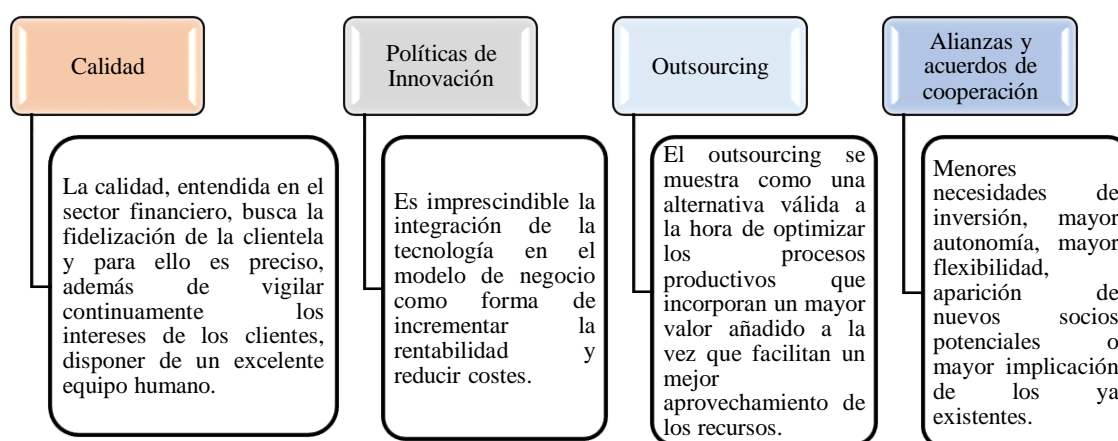 Calidad
La calidad, entendida en el
sector financiero, busca la
fidelización de la clientela
y para ello es preciso,
además de vigilar
continuamente los
intereses de los clientes,
disponer de un excelente
equipo humano.
Políticas de
Innovación
Es imprescindible la
integración de la
tecnología en el
modelo de negocio
como forma de
incrementar la
rentabilidad y
reducir costes.
Outsourcing
El outsourcing se
muestra como una
alternativa válida a
la hora de optimizar
los procesos
productivos que
incorporan un mayor
valor añadido a la
vez que facilitan un
mejor
aprovechamiento de
los recursos.
Alianzas y
acuerdos de
cooperación
Menores
necesidades de
inversión, mayor
autonomía, mayor
flexibilidad,
aparición de
nuevos socios
potenciales o
mayor implicación
de los ya
existentes.